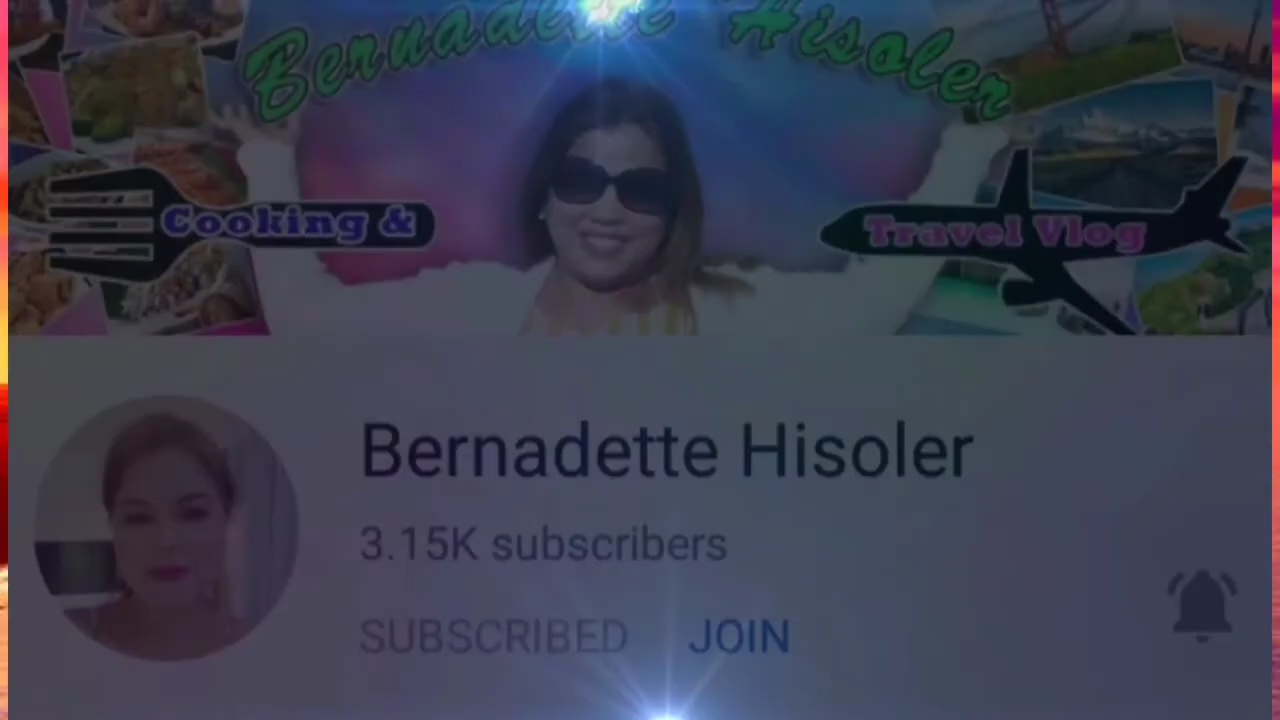 Bernadette Hisoler
Cooking &
Travel Vlog
Bernadette Hisoler
3.15K subscribers
SUBSCRIBED JOIN